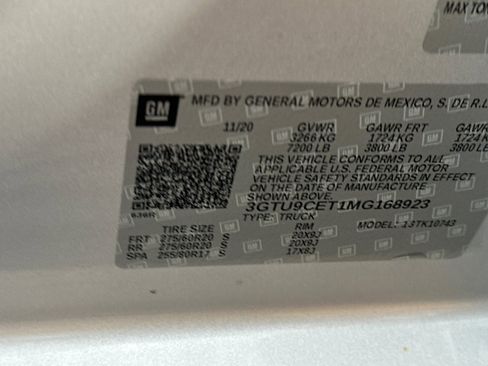 MAX TON
GM
MFD BY GENERAL MOTORS DE MEXICO, S. DE R.L
11/20 GVWR GAWR FRT GAWR
3266 KG 1724 KG 1724
7200 LB 3800 LB 3800 LB
THIS VEHICLE CONFORMS TO ALL
APPLICABLE U.S. FEDERAL MOTOR
VEHICLE SAFETY STANDARDS IN EFFECT
ON THE DATE OF MANUFACTURE
SHOWN ABOVE.
3GTU9CET1MG168923
TYPE: TRUCK MODEL: 13TK10743
TIRE SIZE RIM
FRT 275/60R20 S 20X9J
RR 275/60R20 S 20X9J
SPA 255/80R17 S 17X8J